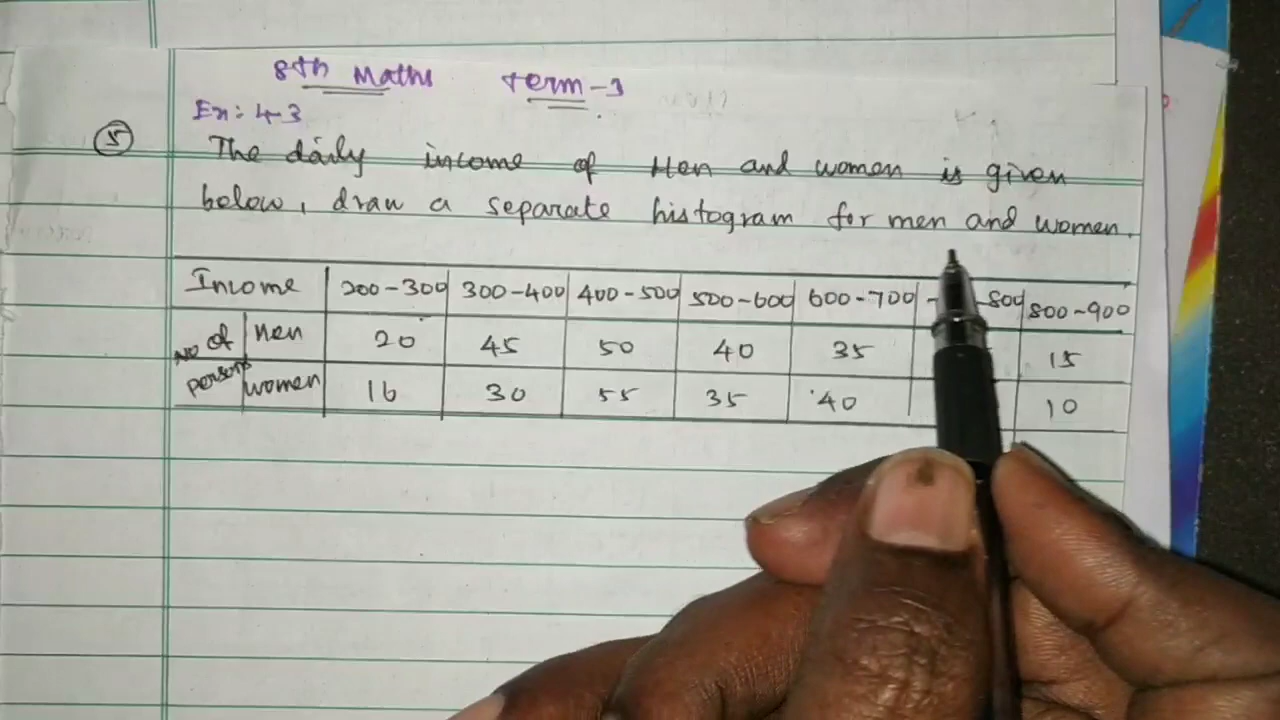 8th Maths Term-3
Ex: 4.3
5
The daily income of Men and women is given
below, draw a separate histogram for men and women.
Income 200-300 300-400 400-500 500-600 600-700 -800 800-900
No of persons
Men 20 45 50 40 35 15
women 16 30 55 35 40 10